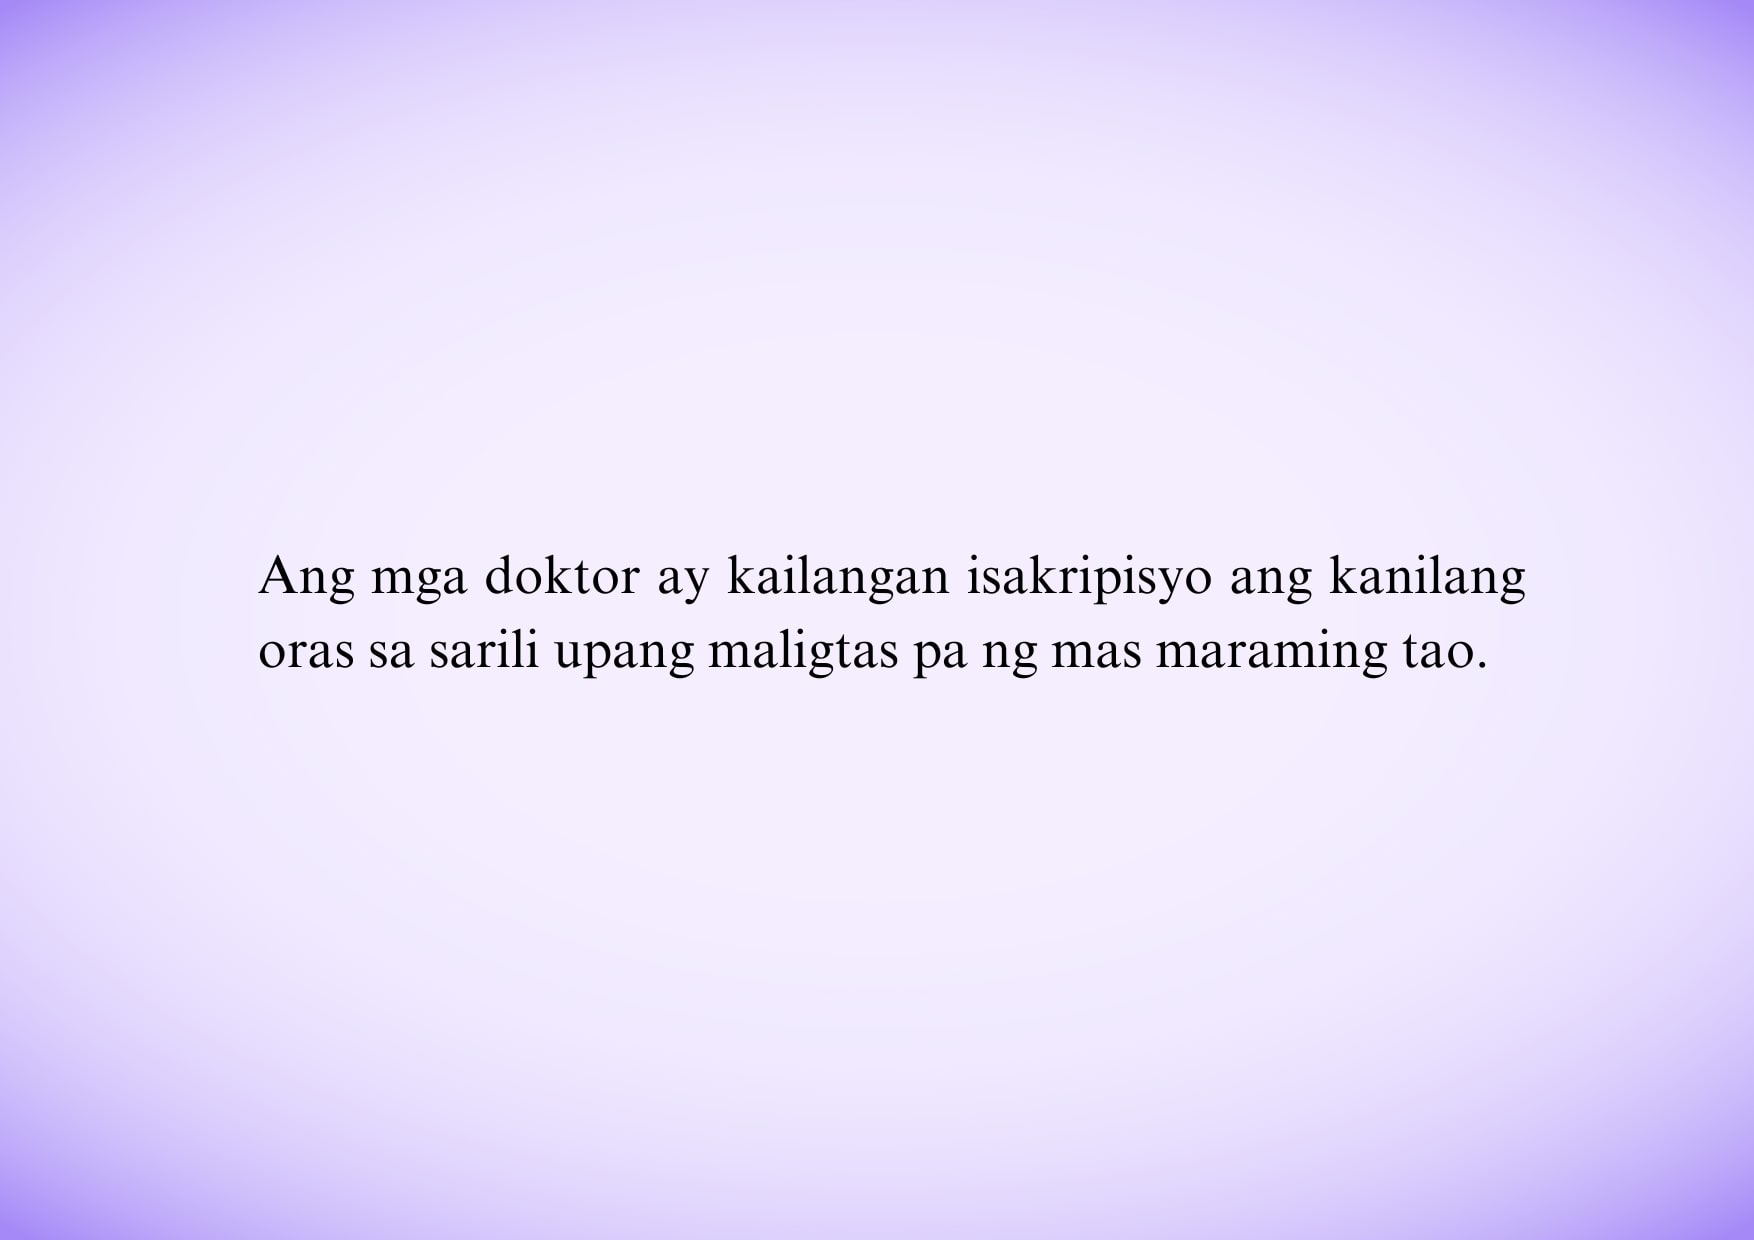 Ang mga doktor ay kailangan isakripisyo ang kanilang
oras sa sarili upang maligtas pa ng mas maraming tao.